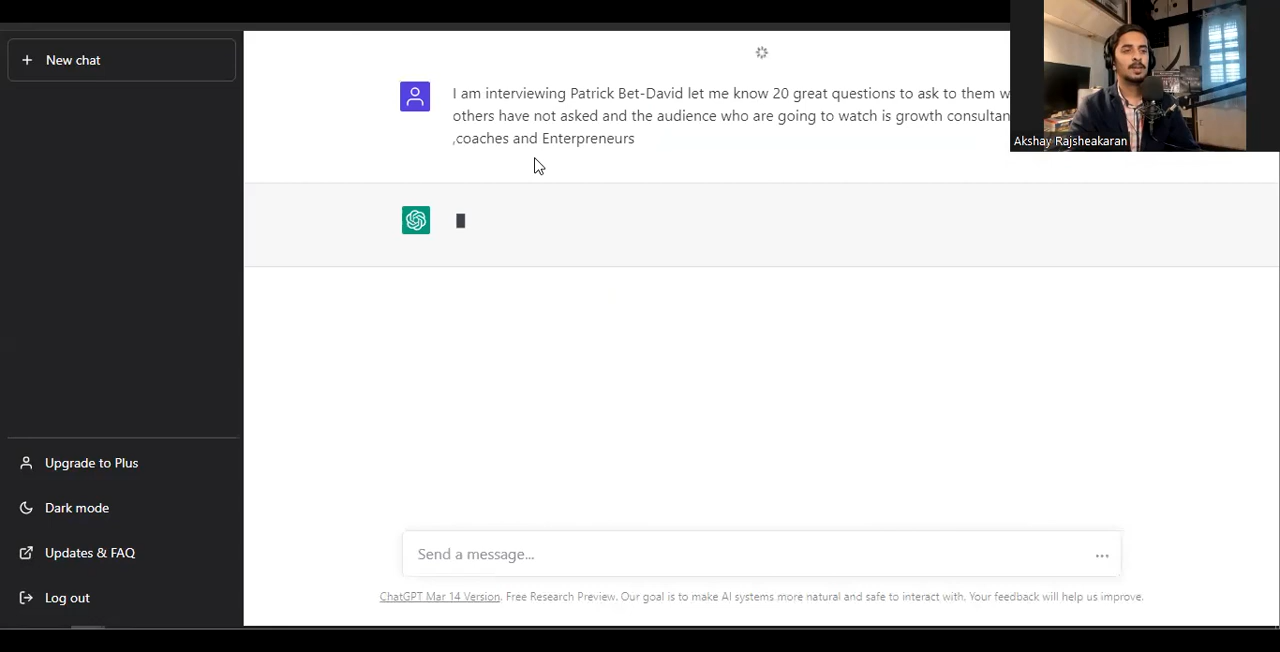 New chat
I am interviewing Patrick Bet-David let me know 20 great questions to ask to them w
others have not asked and the audience who are going to watch is growth consultan
,coaches and Enterpreneurs
Akshay Rajsheakaran
Upgrade to Plus
Dark mode
Updates & FAQ
Log out
Send a message...
ChatGPT Mar 14 Version. Free Research Preview. Our goal is to make AI systems more natural and safe to interact with. Your feedback will help us improve.